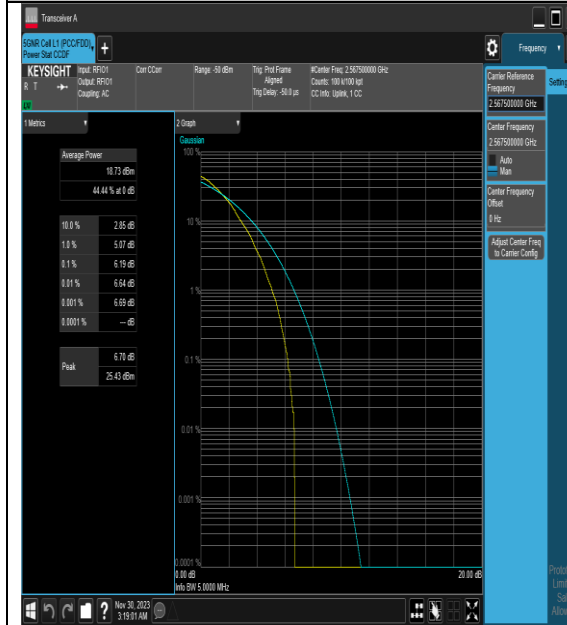 Transceiver A
5GNR Cell L1 (PCC/FDD),
Power Stat CCDF
Frequency
KEYSIGHT
R T
LV
Input: RFIO1
Output: RFIO1
Coupling: AC
Corr CCorr
Range: -50 dBm
Trig: Prot Frame
Aligned
Trig Delay: -50.0 µs
#Center Freq: 2.567500000 GHz
Counts: 100 k/100 kpt
CC Info: Uplink, 1 CC
Carrier Reference
Frequency
2.567500000 GHz
Center Frequency
2.567500000 GHz
Auto
Man
Center Frequency
Offset
0 Hz
Adjust Center Freq
to Carrier Config
1 Metrics
Average Power
18.73 dBm
44.44 % at 0 dB
10.0 % 2.85 dB
1.0 % 5.07 dB
0.1 % 6.19 dB
0.01 % 6.64 dB
0.001 % 6.69 dB
0.0001 % --- dB
Peak
6.70 dB
25.43 dBm
2 Graph
Gaussian
100 %
10 %
1 %
0.1 %
0.01 %
0.001 %
0.0001 %
0.00 dB
20.00 dB
Info BW 5.0000 MHz
Nov 30, 2023
3:19:01 AM